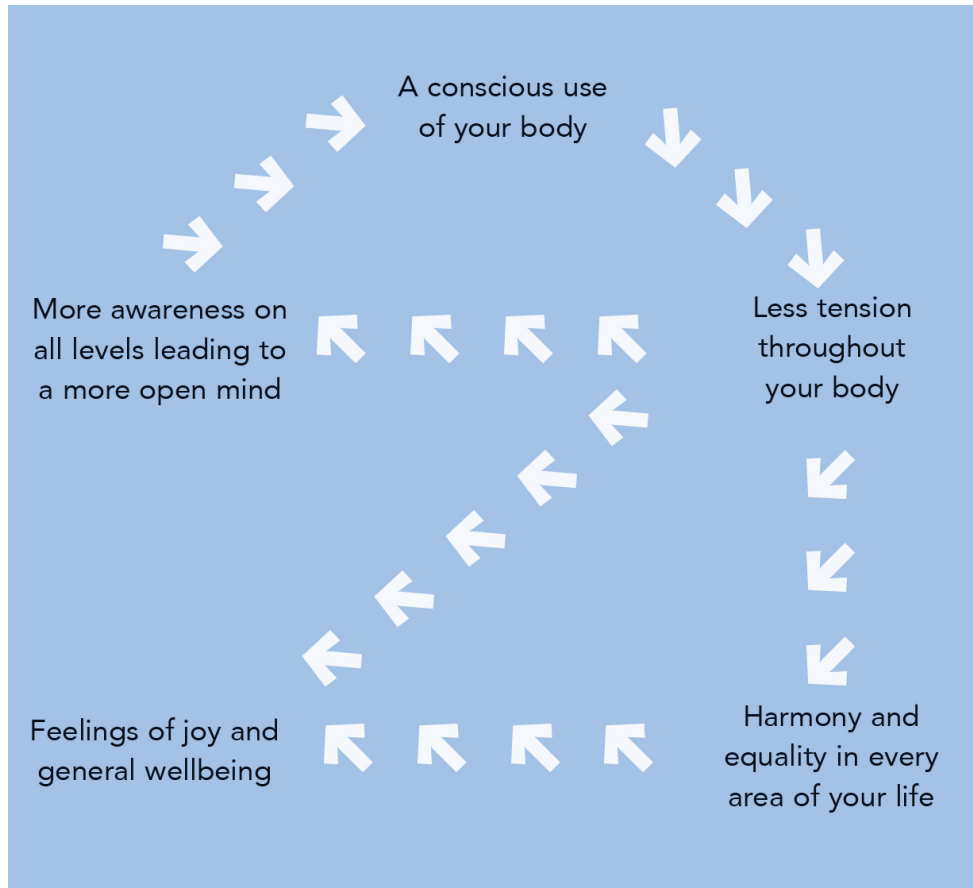 A conscious use
of your body
More awareness on
all levels leading to
a more open mind
Less tension
throughout
your body
Feelings of joy and
general wellbeing
Harmony and
equality in every
area of your life